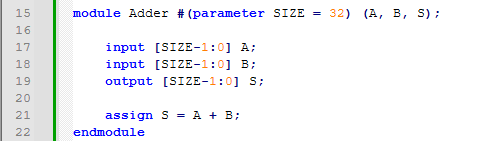 15 module Adder #(parameter SIZE = 32) (A, B, S);
16
17 input [SIZE-1:0] A;
18 input [SIZE-1:0] B;
19 output [SIZE-1:0] S;
20
21 assign S = A + B;
22 endmodule